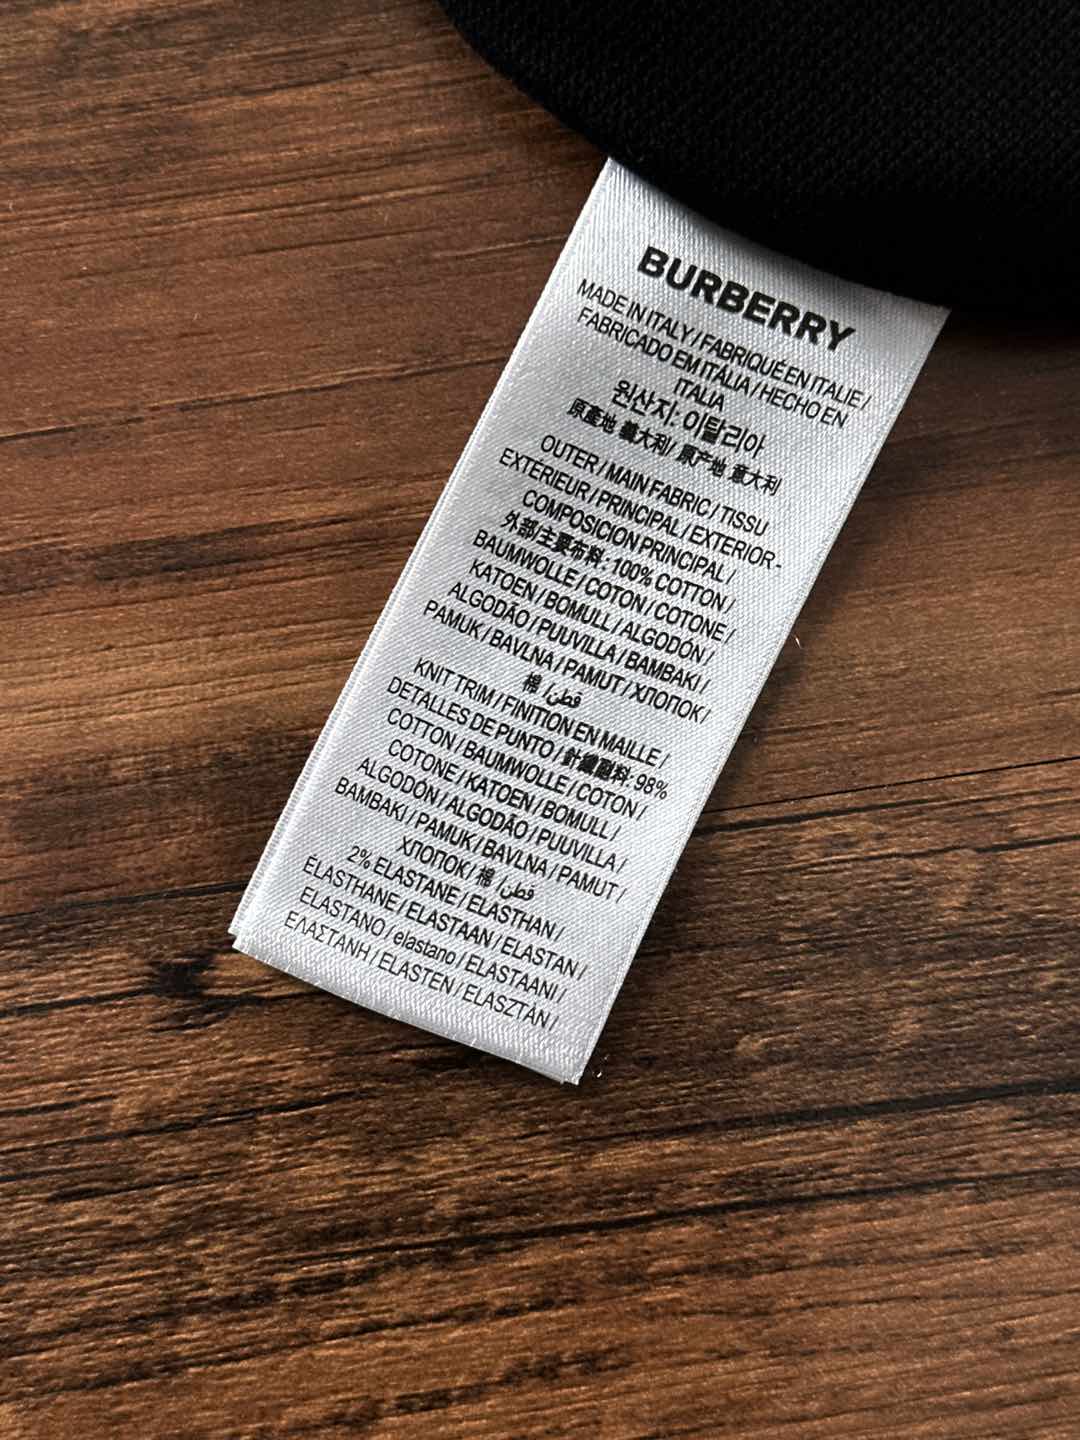 BURBERRY
MADE IN ITALY / FABRIQUÉ EN ITALIE /
FABRICADO EM ITÁLIA / HECHO EN
ITALIA
원산지: 이탈리아
原產地 義大利/ 原产地 意大利
OUTER / MAIN FABRIC / TISSU
EXTERIEUR / PRINCIPAL / EXTERIOR-
COMPOSICION PRINCIPAL /
外部/主要布料 : 100% COTTON /
BAUMWOLLE / COTON / COTONE /
KATOEN / BOMULL / ALGODON /
ALGODÃO / PUUVILLA / BAMBAKI /
PAMUK / BAVLNA / PAMUT / ХЛОПОК /
棉 / قطن
KNIT TRIM / FINITION EN MAILLE /
DETALLES DE PUNTO / 針織副料: 98%
COTTON / BAUMWOLLE / COTON /
COTONE / KATOEN / BOMULL /
ALGODON / ALGODÃO / PUUVILLA /
BAMBAKI / PAMUK / BAVLNA / PAMUT /
ХЛОПОК / 棉 / قطن
2% ELASTANE / ELASTHAN /
ÉLASTHANE / ELASTAAN / ELASTAN /
ELASTANO / elastano / ELASTAANI /
ΕΛΑΣΤΑΝΗ / ELASTEN / ELASZTÁN /